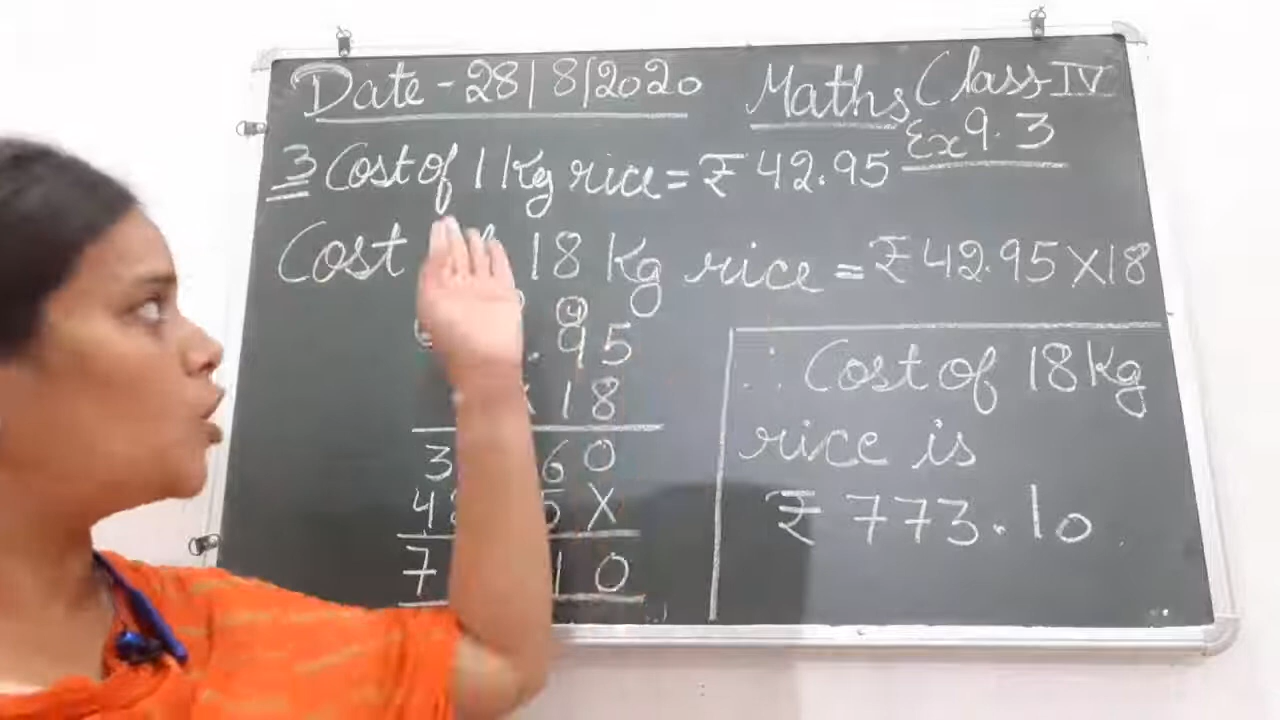 Date - 28/8/2020 Maths Class IV
Ex 9.3
3 Cost of 1 Kg rice = ₹ 42.95
Cost 18 Kg rice = ₹ 42.95 X 18
4
.95
x 18
3 60
4 5 X
7 10
∴ Cost of 18 Kg
rice is
₹ 773.10